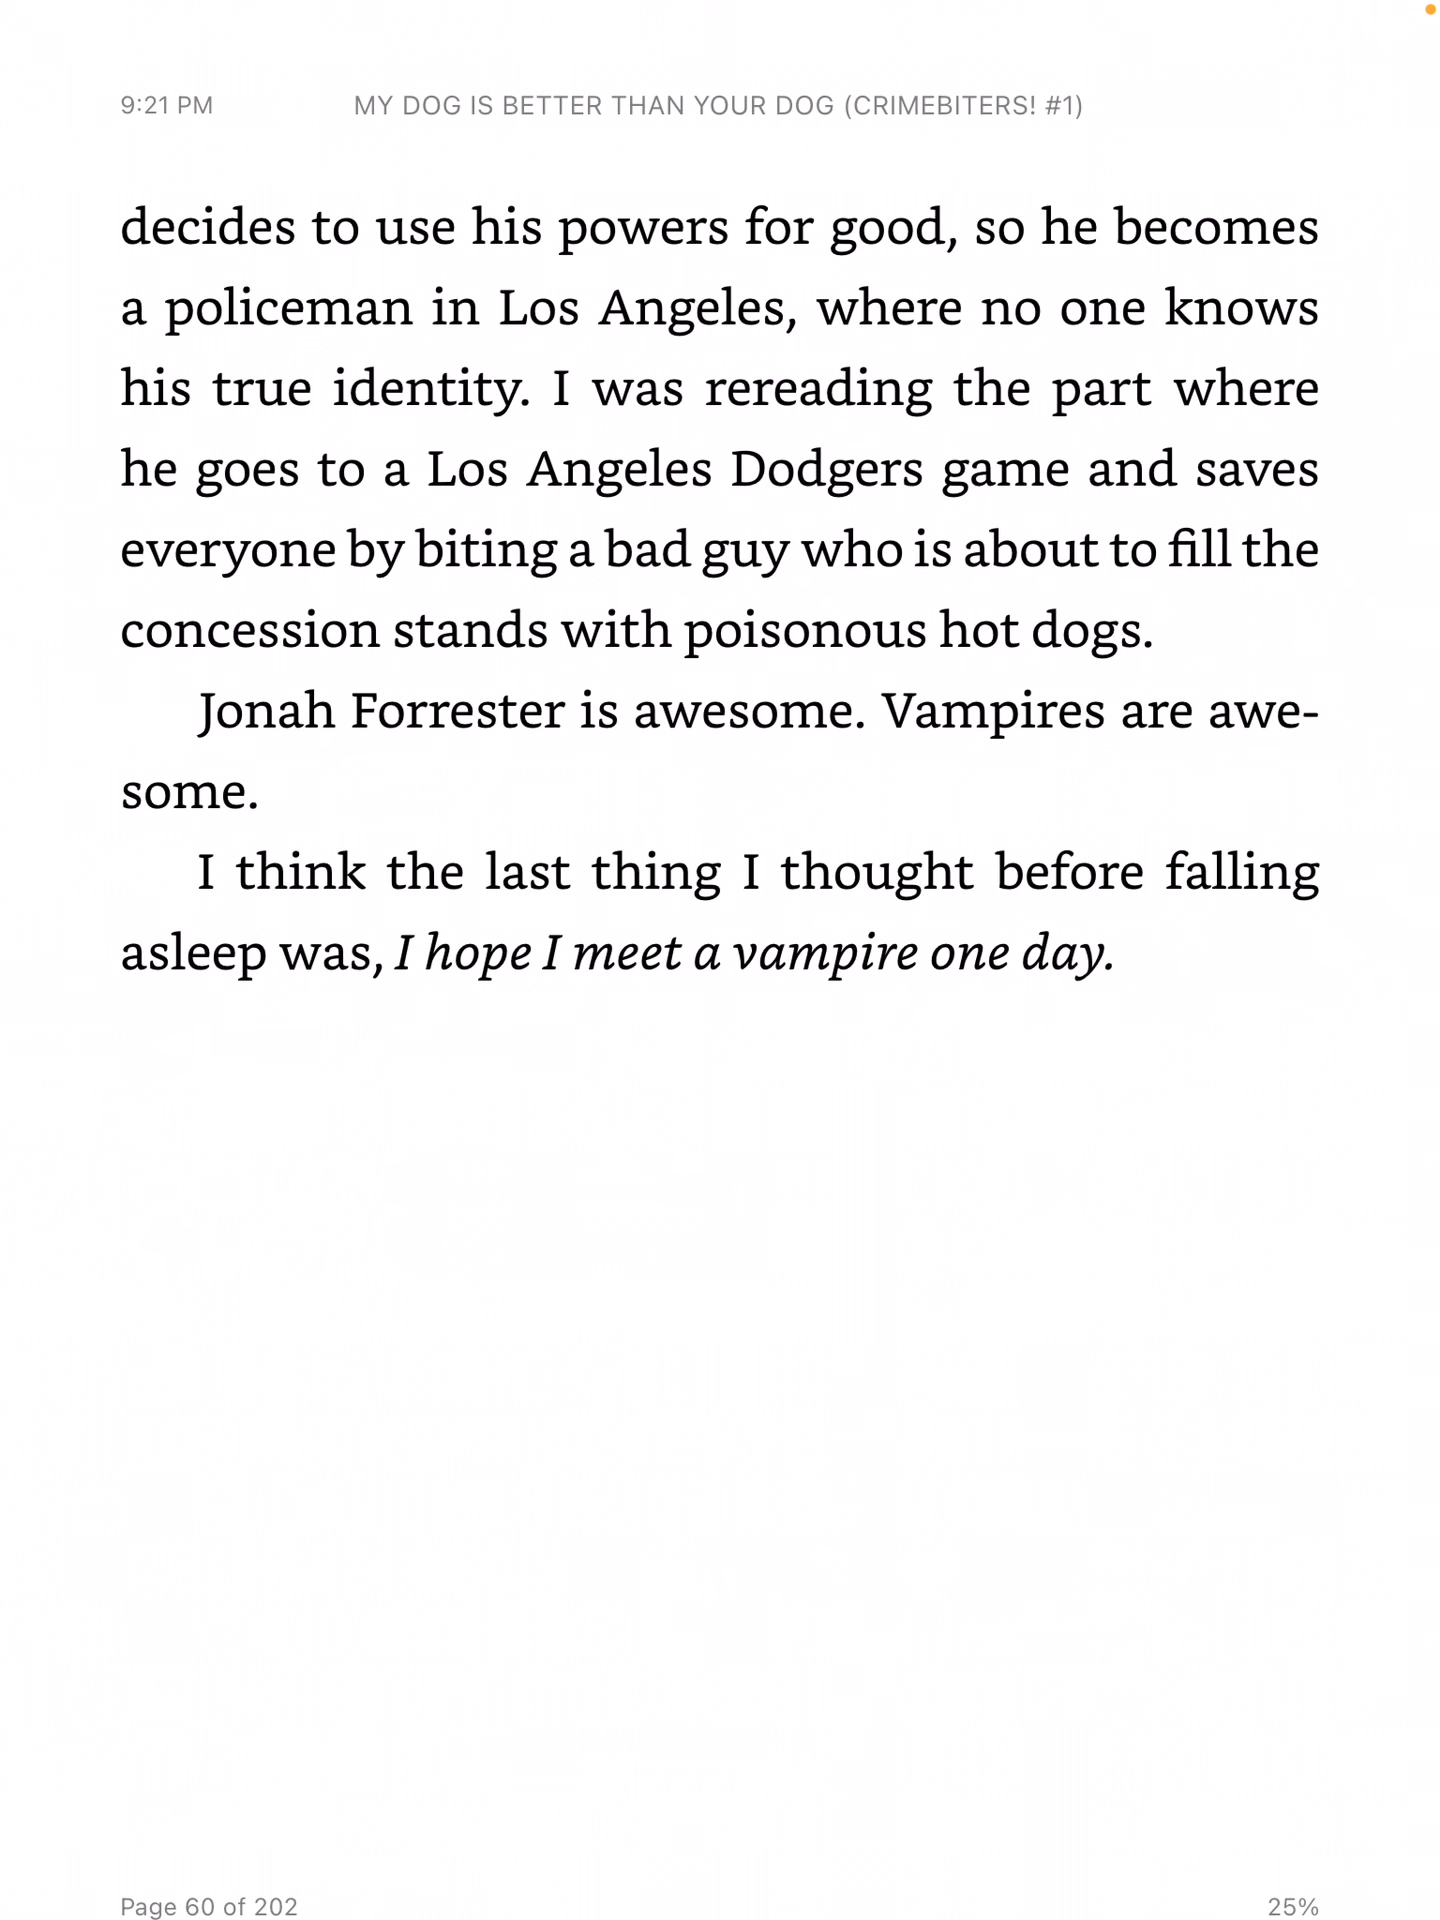 9:21 PM
MY DOG IS BETTER THAN YOUR DOG (CRIMEBITERS! #1)
decides to use his powers for good, so he becomes
a policeman in Los Angeles, where no one knows
his true identity. I was rereading the part where
he goes to a Los Angeles Dodgers game and saves
everyone by biting a bad guy who is about to fill the
concession stands with poisonous hot dogs.
Jonah Forrester is awesome. Vampires are awe-
some.
I think the last thing I thought before falling
asleep was, I hope I meet a vampire one day.
Page 60 of 202
25%